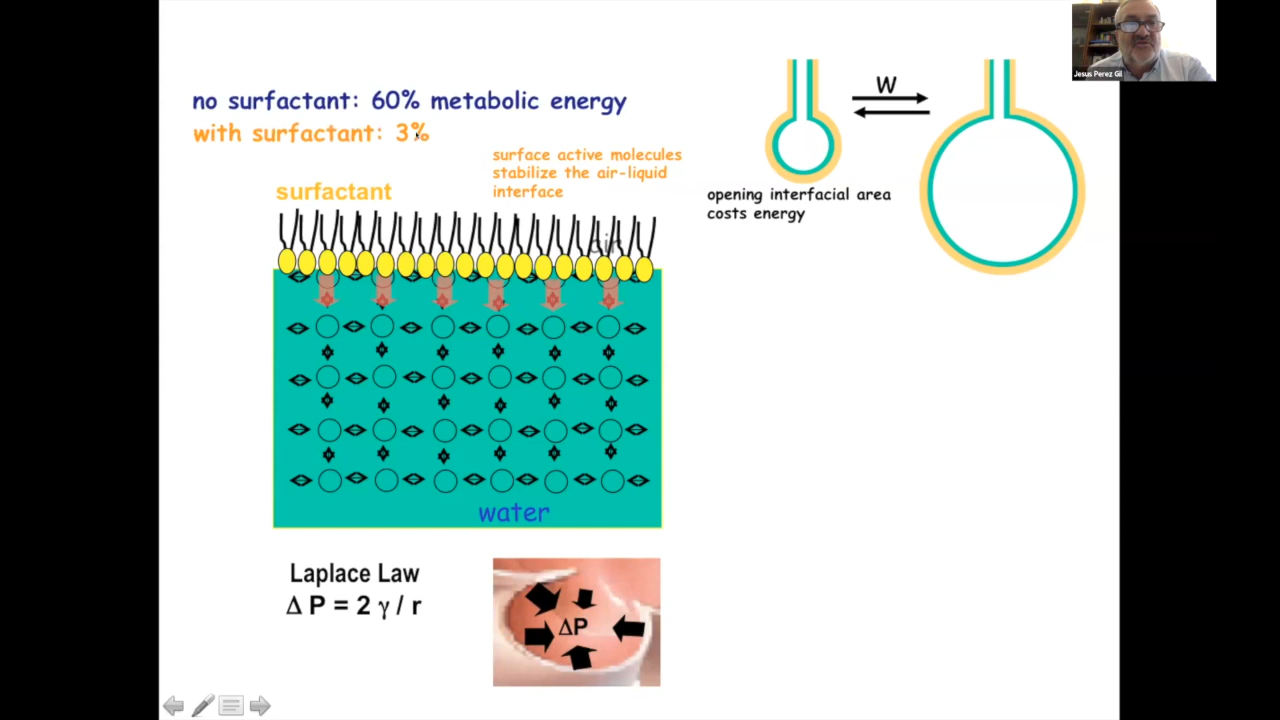 Jesus Perez Gil
no surfactant: 60% metabolic energy
with surfactant: 3%
surface active molecules
stabilize the air-liquid
interface
surfactant
air
W
opening interfacial area
costs energy
water
Laplace Law
Δ P = 2 γ / r
ΔP